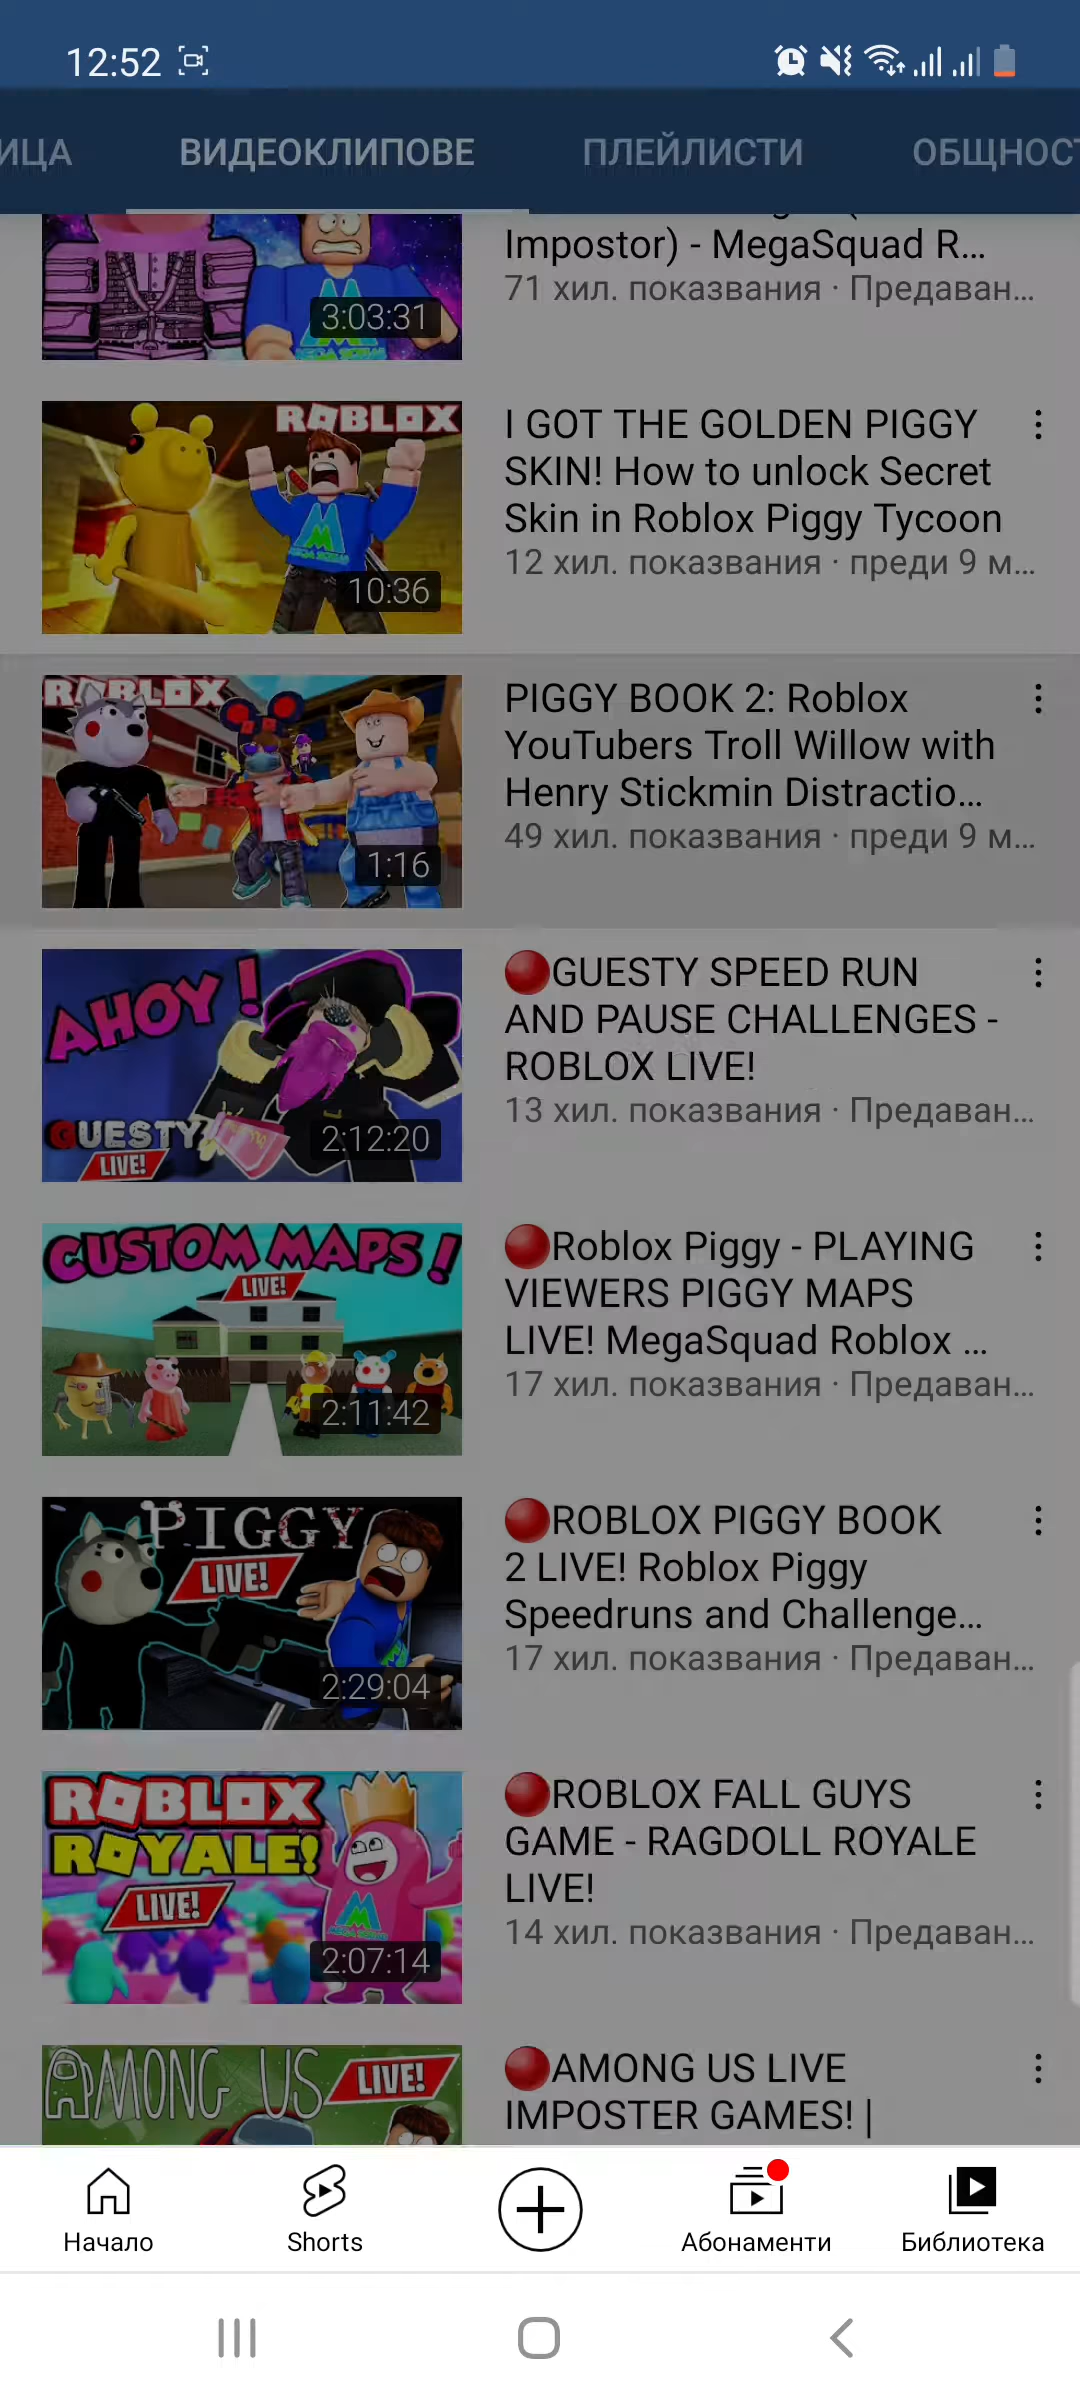 12:52
ИЦА ВИДЕОКЛИПОВЕ ПЛЕЙЛИСТИ ОБЩНОСТ
Impostor) - MegaSquad R...
71 хил. показвания · Предаван...
3:03:31
ROBLOX
10:36
I GOT THE GOLDEN PIGGY
SKIN! How to unlock Secret
Skin in Roblox Piggy Tycoon
12 хил. показвания · преди 9 м...
ROBLOX
1:16
PIGGY BOOK 2: Roblox
YouTubers Troll Willow with
Henry Stickmin Distractio...
49 хил. показвания · преди 9 м...
AHOY!
GUESTY
LIVE!
2:12:20
🔴GUESTY SPEED RUN
AND PAUSE CHALLENGES -
ROBLOX LIVE!
13 хил. показвания · Предаван...
CUSTOM MAPS!
LIVE!
2:11:42
🔴Roblox Piggy - PLAYING
VIEWERS PIGGY MAPS
LIVE! MegaSquad Roblox ...
17 хил. показвания · Предаван...
PIGGY
LIVE!
2:29:04
🔴ROBLOX PIGGY BOOK
2 LIVE! Roblox Piggy
Speedruns and Challenge...
17 хил. показвания · Предаван...
ROBLOX
ROYALE!
LIVE!
2:07:14
🔴ROBLOX FALL GUYS
GAME - RAGDOLL ROYALE
LIVE!
14 хил. показвания · Предаван...
AMONG US
LIVE!
🔴AMONG US LIVE
IMPOSTER GAMES! |
Начало Shorts Абонаменти Библиотека